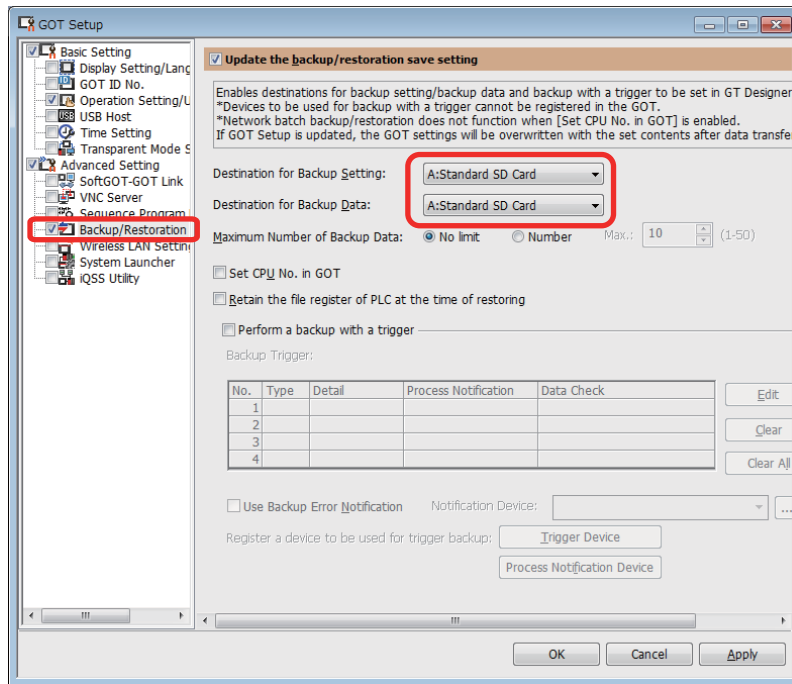 GOT Setup
Basic Setting
Display Setting/Lang
GOT ID No.
Operation Setting/U
USB Host
Time Setting
Transparent Mode S
Advanced Setting
SoftGOT-GOT Link
VNC Server
Sequence Program
Backup/Restoration
Wireless LAN Setting
System Launcher
iQSS Utility
Update the backup/restoration save setting
Enables destinations for backup setting/backup data and backup with a trigger to be set in GT Designer
*Devices to be used for backup with a trigger cannot be registered in the GOT.
*Network batch backup/restoration does not function when [Set CPU No. in GOT] is enabled.
If GOT Setup is updated, the GOT settings will be overwritten with the set contents after data transfe
Destination for Backup Setting: A:Standard SD Card
Destination for Backup Data: A:Standard SD Card
Maximum Number of Backup Data: No limit Number Max.: 10 (1-50)
Set CPU No. in GOT
Retain the file register of PLC at the time of restoring
Perform a backup with a trigger
Backup Trigger:
No. Type Detail Process Notification Data Check
1
2
3
4
Edit
Clear
Clear All
Use Backup Error Notification Notification Device: ...
Register a device to be used for trigger backup: Trigger Device
Process Notification Device
OK Cancel Apply